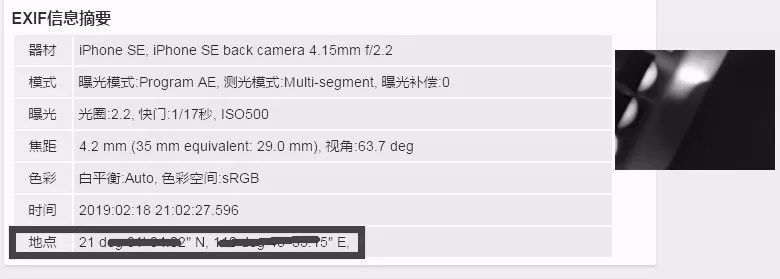 EXIF信息摘要
器材 iPhone SE, iPhone SE back camera 4.15mm f/2.2
模式 曝光模式:Program AE, 测光模式:Multi-segment, 曝光补偿:0
曝光 光圈:2.2, 快门:1/17秒, ISO500
焦距 4.2 mm (35 mm equivalent: 29.0 mm), 视角:63.7 deg
色彩 白平衡:Auto, 色彩空间:sRGB
时间 2019:02:18 21:02:27.596
地点 21 deg N, deg E,